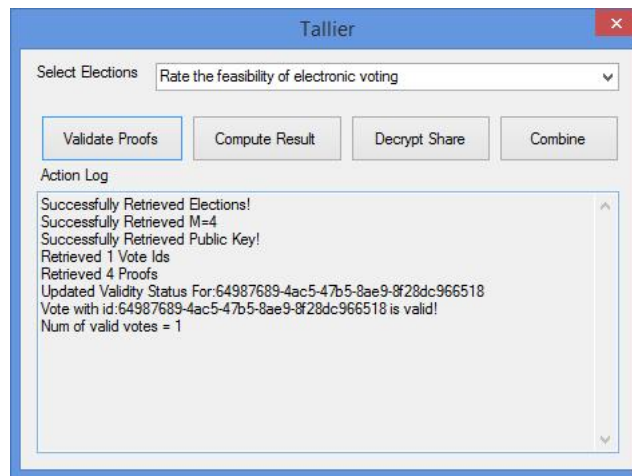 Tallier
Select Elections
Rate the feasibility of electronic voting
Validate Proofs
Compute Result
Decrypt Share
Combine
Action Log
Successfully Retrieved Elections!
Successfully Retrieved M=4
Successfully Retrieved Public Key!
Retrieved 1 Vote Ids
Retrieved 4 Proofs
Updated Validity Status For:64987689-4ac5-47b5-8ae9-8f28dc966518
Vote with id:64987689-4ac5-47b5-8ae9-8f28dc966518 is valid!
Num of valid votes = 1